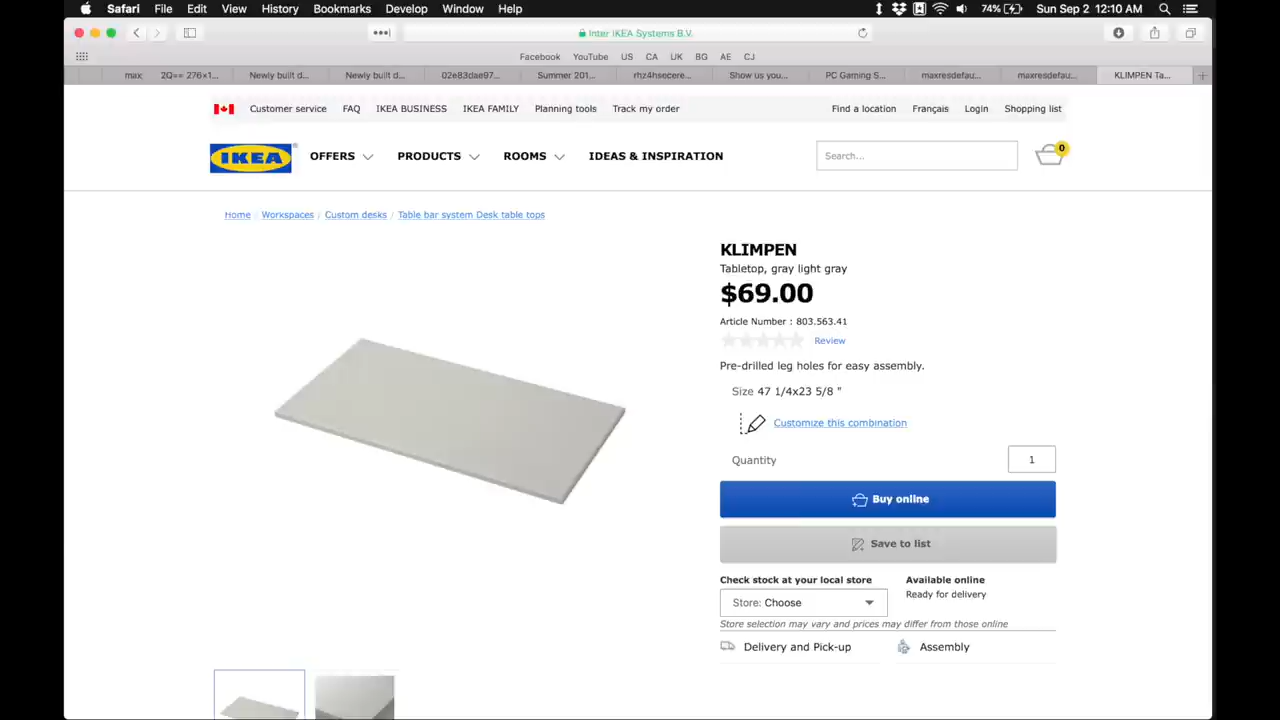 Safari File Edit View History Bookmarks Develop Window Help 74% Sun Sep 2 12:10 AM
Inter IKEA Systems B.V.
Facebook YouTube US CA UK BG AE CJ
max 2Q== 276×1... Newly built d... Newly built d... 02e83dae97... Summer 201... rhz4hsecere... Show us you... PC Gaming S... maxresdefau... maxresdefau... KLIMPEN Ta...
Customer service FAQ IKEA BUSINESS IKEA FAMILY Planning tools Track my order Find a location Français Login Shopping list
IKEA OFFERS PRODUCTS ROOMS IDEAS & INSPIRATION Search... 0
Home / Workspaces / Custom desks / Table bar system Desk table tops
KLIMPEN
Tabletop, gray light gray
$69.00
Article Number : 803.563.41
Review
Pre-drilled leg holes for easy assembly.
Size 47 1/4x23 5/8 "
Customize this combination
Quantity 1
Buy online
Save to list
Check stock at your local store Available online
Store: Choose Ready for delivery
Store selection may vary and prices may differ from those online
Delivery and Pick-up Assembly